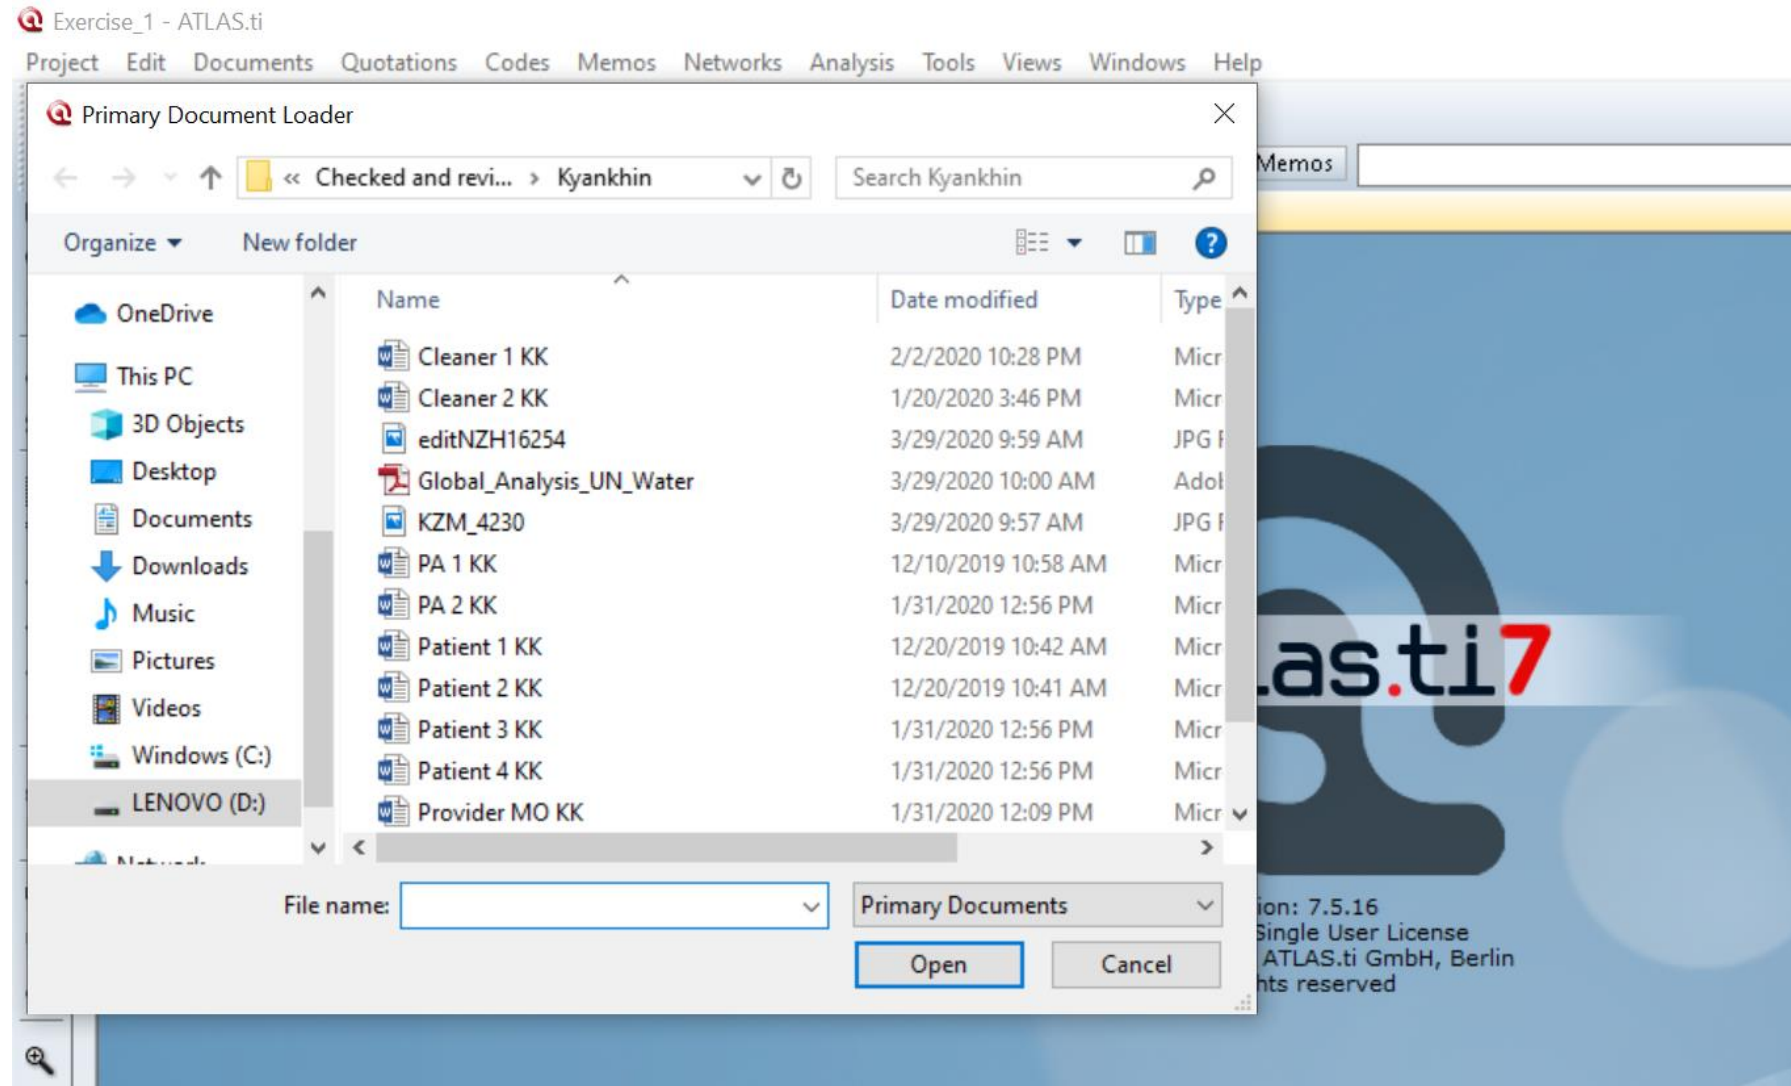 Exercise_1 - ATLAS.ti
Project Edit Documents Quotations Codes Memos Networks Analysis Tools Views Windows Help
Primary Document Loader
« Checked and revi... › Kyankhin
Search Kyankhin
Memos
Organize New folder
OneDrive
This PC
3D Objects
Desktop
Documents
Downloads
Music
Pictures
Videos
Windows (C:)
LENOVO (D:)
Name Date modified Type
Cleaner 1 KK 2/2/2020 10:28 PM Micr
Cleaner 2 KK 1/20/2020 3:46 PM Micr
editNZH16254 3/29/2020 9:59 AM JPG F
Global_Analysis_UN_Water 3/29/2020 10:00 AM Adob
KZM_4230 3/29/2020 9:57 AM JPG F
PA 1 KK 12/10/2019 10:58 AM Micr
PA 2 KK 1/31/2020 12:56 PM Micr
Patient 1 KK 12/20/2019 10:42 AM Micr
Patient 2 KK 12/20/2019 10:41 AM Micr
Patient 3 KK 1/31/2020 12:56 PM Micr
Patient 4 KK 1/31/2020 12:56 PM Micr
Provider MO KK 1/31/2020 12:09 PM Micr
File name: Primary Documents
Open Cancel
las.ti7
ion: 7.5.16
Single User License
ATLAS.ti GmbH, Berlin
hts reserved